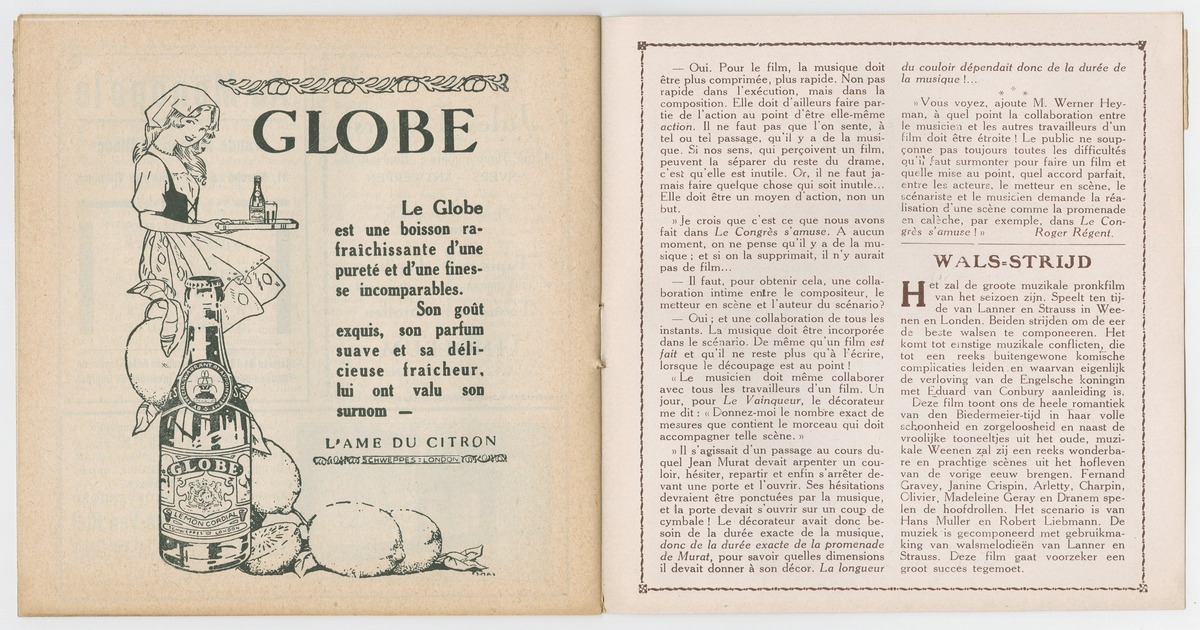 GLOBE
Le Globe
est une boisson ra-
fraîchissante d'une
pureté et d'une fines-
se incomparables.
Son goût
exquis, son parfum
suave et sa déli-
cieuse fraîcheur,
lui ont valu son
surnom —
L'AME DU CITRON
SCHWEPPES : LONDON
GLOBE
LEMON CORDIAL
— Oui. Pour le film, la musique doit
être plus comprimée, plus rapide. Non pas
rapide dans l'exécution, mais dans la
composition. Elle doit d'ailleurs faire par-
tie de l'action au point d'être elle-même
action. Il ne faut pas que l'on sente, à
tel ou tel passage, qu'il y a de la musi-
que. Si nos sens, qui perçoivent un film,
peuvent la séparer du reste du drame,
c'est qu'elle est inutile. Or, il ne faut ja-
mais faire quelque chose qui soit inutile...
Elle doit être un moyen d'action, non un
but.
» Je crois que c'est ce que nous avons
fait dans Le Congrès s'amuse. A aucun
moment, on ne pense qu'il y a de la mu-
sique ; et si on la supprimait, il n'y aurait
pas de film...
— Il faut, pour obtenir cela, une colla-
boration intime entre le compositeur, le
metteur en scène et l'auteur du scénario?
— Oui ; et une collaboration de tous les
instants. La musique doit être incorporée
dans le scénario. De même qu'un film est
fait et qu'il ne reste plus qu'à l'écrire,
lorsque le découpage est au point !
« Le musicien doit même collaborer
avec tous les travailleurs d'un film. Un
jour, pour Le Vainqueur, le décorateur
me dit : « Donnez-moi le nombre exact de
mesures que contient le morceau qui doit
accompagner telle scène. »
» Il s'agissait d'un passage au cours du-
quel Jean Murat devait arpenter un cou-
loir, hésiter, repartir et enfin s'arrêter de-
vant une porte et l'ouvrir. Ses hésitations
devraient être ponctuées par la musique,
et la porte devait s'ouvrir sur un coup de
cymbale ! Le décorateur avait donc be-
soin de la durée exacte de la musique,
donc de la durée exacte de la promenade
de Murat, pour savoir quelles dimensions
il devait donner à son décor. La longueur
du couloir dépendait donc de la durée de
la musique !...
* * *
» Vous voyez, ajoute M. Werner Hey-
man, à quel point la collaboration entre
le musicien et les autres travailleurs d'un
film doit être étroite ! Le public ne soup-
çonne pas toujours toutes les difficultés
qu'il faut surmonter pour faire un film et
quelle mise au point, quel accord parfait,
entre les acteurs, le metteur en scène, le
scénariste et le musicien demande la réa-
lisation d'une scène comme la promenade
en calèche, par exemple, dans Le Con-
grès s'amuse ! » Roger Régent.
WALS=STRIJD
Het zal de groote muzikale pronkfilm
van het seizoen zijn. Speelt ten tij-
de van Lanner en Strauss in Wee-
nen en Londen. Beiden strijden om de eer
de beste walsen te componeeren. Het
komt tot ernstige muzikale conflicten, die
tot een reeks buitengewone komische
complicaties leiden en waarvan eigenlijk
de verloving van de Engelsche koningin
met Eduard van Conbury aanleiding is.
Deze film toont ons de heele romantiek
van den Biedermeier-tijd in haar volle
schoonheid en zorgeloosheid en naast de
vroolijke tooneeltjes uit het oude, muzi-
kale Weenen zal zij een reeks wonderba-
re en prachtige scènes uit het hofleven
van de vorige eeuw brengen. Fernand
Gravey, Janine Crispin, Arletty, Charpin,
Olivier, Madeleine Geray en Dranem spe-
len de hoofdrollen. Het scenario is van
Hans Muller en Robert Liebmann. De
muziek is gecomponeerd met gebruikma-
king van walsmelodieën van Lanner en
Strauss. Deze film gaat voorzeker een
groot succes tegemoet.